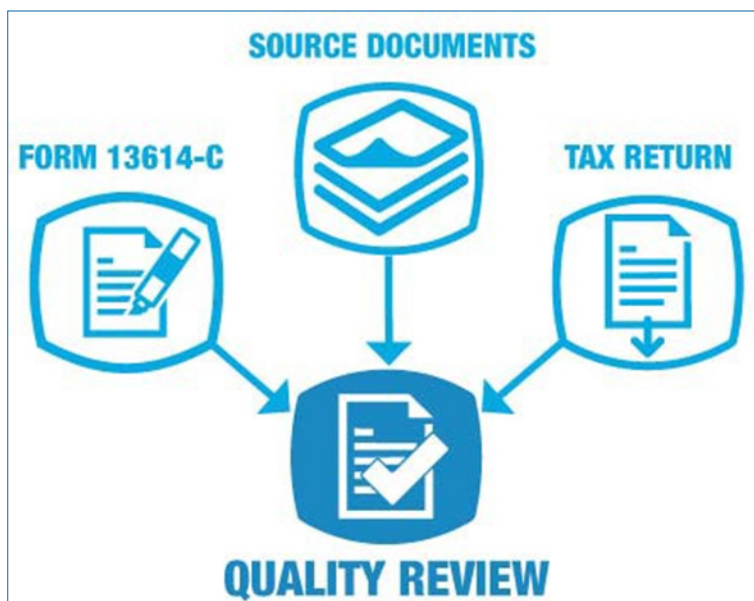 SOURCE DOCUMENTS
FORM 13614-C
TAX RETURN
QUALITY REVIEW